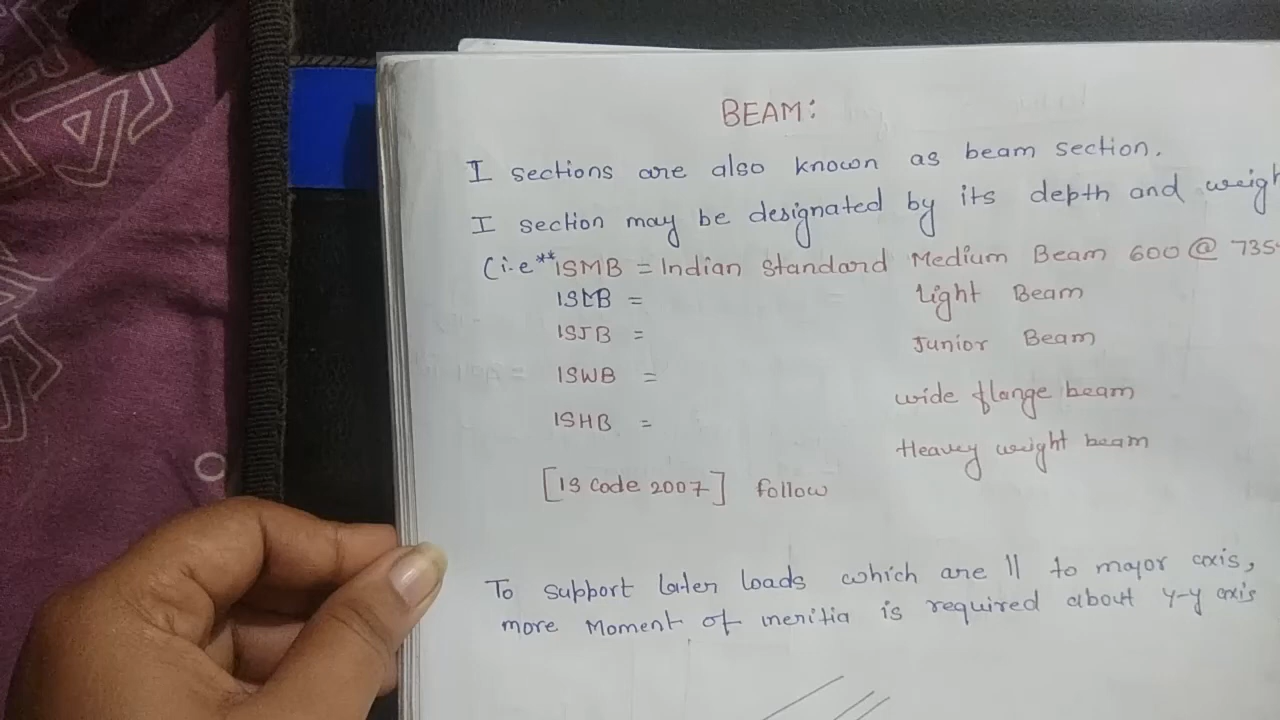 BEAM:
I sections are also known as beam section.
I section may be designated by its depth and weigh
(i.e** ISMB = Indian Standard Medium Beam 600 @ 735
ISLB = Light Beam
ISJB = Junior Beam
ISWB = wide flange beam
ISHB = Heavey weight beam
[IS Code 2007] follow
To support later loads which are || to major axis,
more Moment of ineritia is required about y-y axis